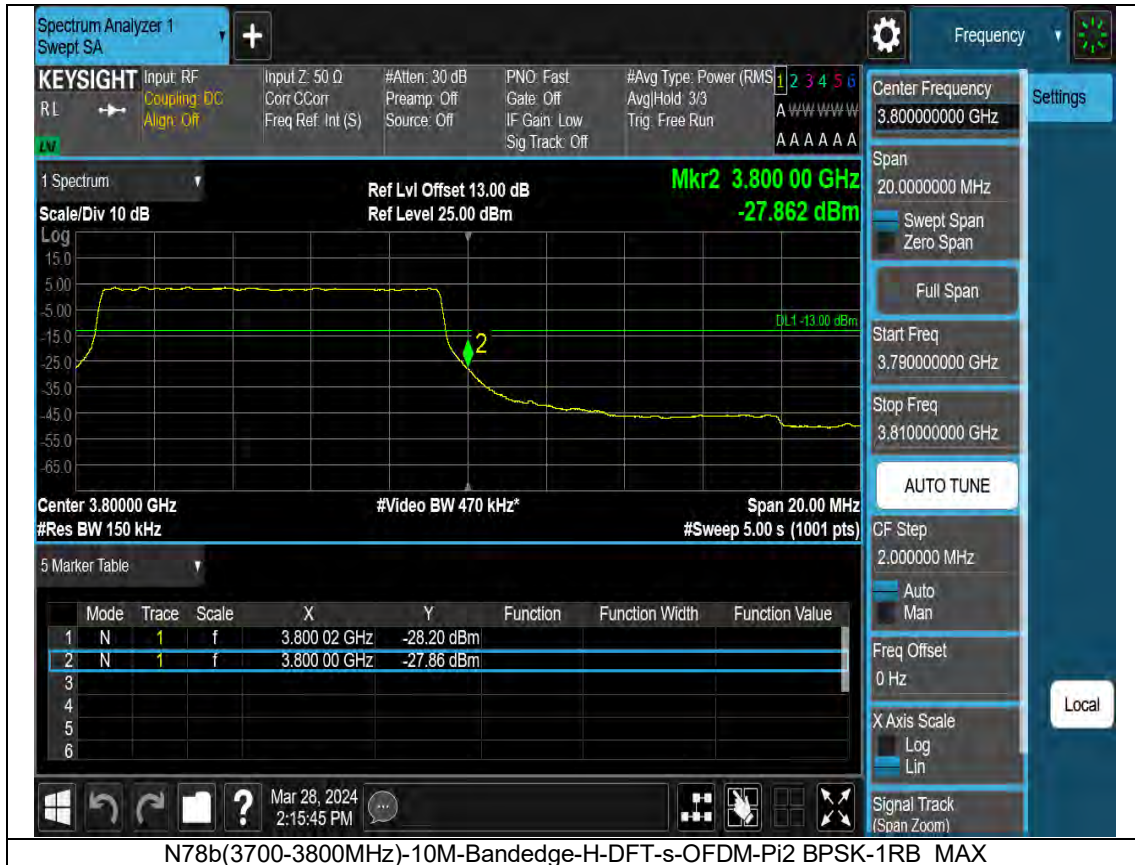 Spectrum Analyzer 1
Swept SA
Frequency
KEYSIGHT
RL
Input: RF
Coupling: DC
Align: Off
Input Z: 50 Ω
Corr CCorr
Freq Ref: Int (S)
#Atten: 30 dB
Preamp: Off
Source: Off
PNO: Fast
Gate: Off
IF Gain: Low
Sig Track: Off
#Avg Type: Power (RMS
Avg|Hold: 3/3
Trig: Free Run
1 2 3 4 5 6
A W W W W W
A A A A A A
1 Spectrum
Scale/Div 10 dB
Ref Lvl Offset 13.00 dB
Ref Level 25.00 dBm
Mkr2 3.800 00 GHz
-27.862 dBm
Log
15.0
5.00
-5.00
-15.0
-25.0
-35.0
-45.0
-55.0
-65.0
DL1 -13.00 dBm
2
Center 3.80000 GHz
#Video BW 470 kHz*
Span 20.00 MHz
#Res BW 150 kHz
#Sweep 5.00 s (1001 pts)
5 Marker Table
Mode Trace Scale X Y Function Function Width Function Value
1 N 1 f 3.800 02 GHz -28.20 dBm
2 N 1 f 3.800 00 GHz -27.86 dBm
3
4
5
6
Mar 28, 2024
2:15:45 PM
Center Frequency
3.800000000 GHz
Settings
Span
20.0000000 MHz
Swept Span
Zero Span
Full Span
Start Freq
3.790000000 GHz
Stop Freq
3.810000000 GHz
AUTO TUNE
CF Step
2.000000 MHz
Auto
Man
Freq Offset
0 Hz
X Axis Scale
Log
Lin
Signal Track
(Span Zoom)
Local
N78b(3700-3800MHz)-10M-Bandedge-H-DFT-s-OFDM-Pi2 BPSK-1RB_MAX